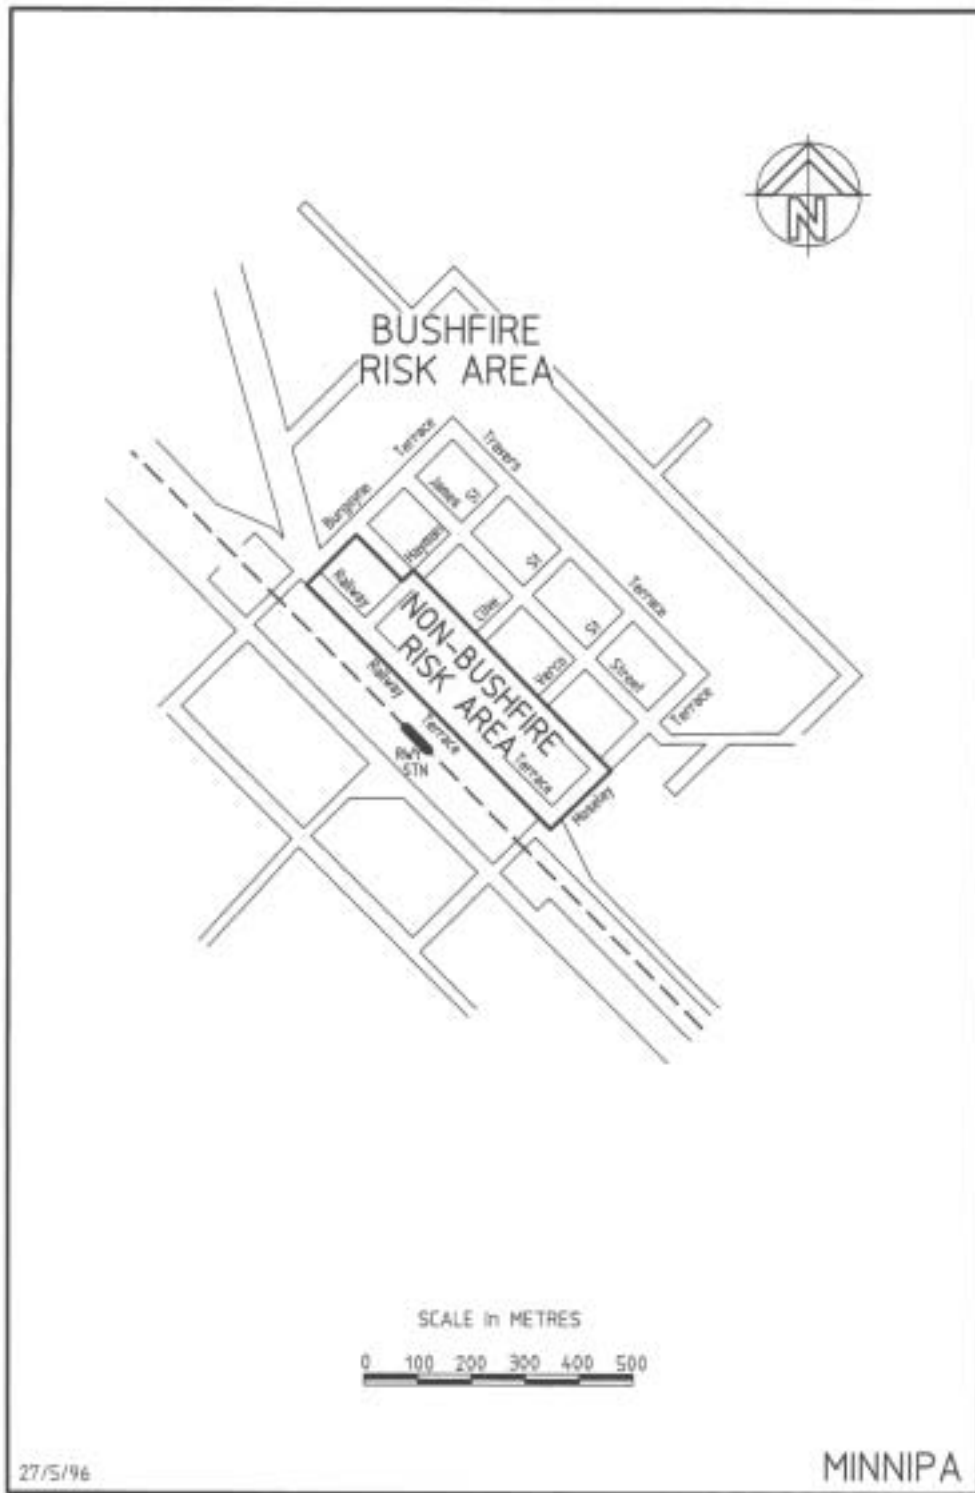 N
BUSHFIRE
RISK AREA
Burgoyne Terrace
Travers Terrace
James St
Hayman St
Clive St
Verco Street
Railway Terrace
NON-BUSHFIRE
RISK AREA
Railway Terrace
RWY
STN
Moseley Terrace
SCALE in METRES
0 100 200 300 400 500
27/5/96
MINNIPA